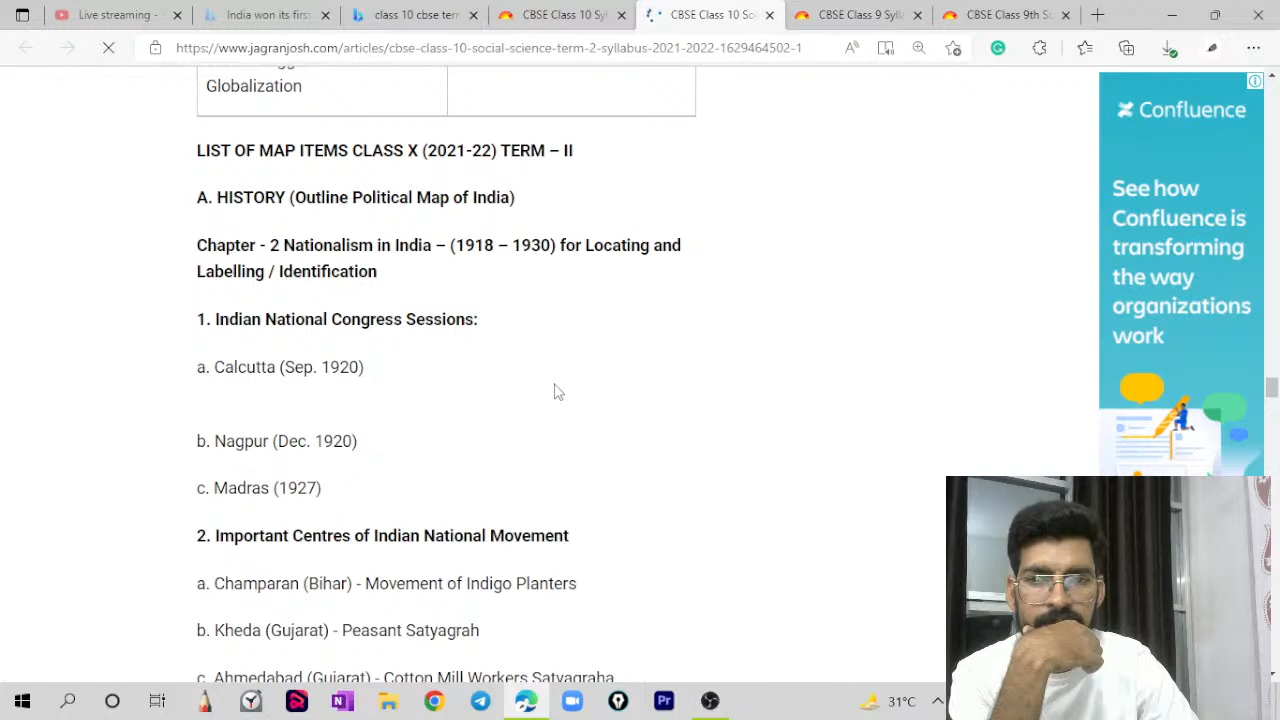 Live streaming -
India won its first
class 10 cbse term
CBSE Class 10 Syl
CBSE Class 10 So
CBSE Class 9 Sylla
CBSE Class 9th S
https://www.jagranjosh.com/articles/cbse-class-10-social-science-term-2-syllabus-2021-2022-1629464502-1
Globalization
LIST OF MAP ITEMS CLASS X (2021-22) TERM – II
A. HISTORY (Outline Political Map of India)
Chapter - 2 Nationalism in India – (1918 – 1930) for Locating and
Labelling / Identification
1. Indian National Congress Sessions:
a. Calcutta (Sep. 1920)
b. Nagpur (Dec. 1920)
c. Madras (1927)
2. Important Centres of Indian National Movement
a. Champaran (Bihar) - Movement of Indigo Planters
b. Kheda (Gujarat) - Peasant Satyagrah
c. Ahmedabad (Gujarat) - Cotton Mill Workers Satyagraha
Confluence
See how
Confluence is
transforming
the way
organizations
work
Pr
31°C